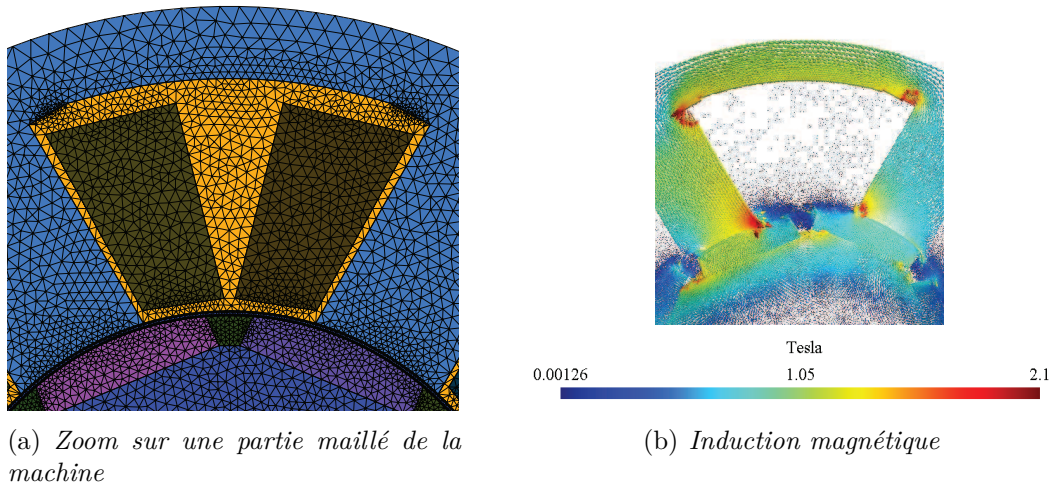 Tesla
0.00126 1.05 2.1
(a) Zoom sur une partie maillé de la
machine
(b) Induction magnétique